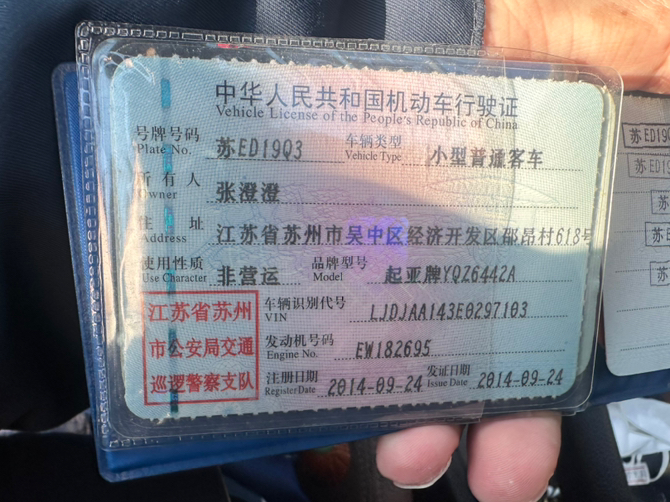 中华人民共和国机动车行驶证
Vehicle License of the People's Republic of China
号牌号码 苏ED19Q3 车辆类型 小型普通客车
Plate No. Vehicle Type
所有人 张澄澄
Owner
住址 江苏省苏州市吴中区经济开发区郁昂村618号
Address
使用性质 非营运 品牌型号 起亚牌YQZ6442A
Use Character Model
江苏省苏州
市公安局交通
巡逻警察支队
车辆识别代号 LJDJAA143E0297103
VIN
发动机号码 EW182695
Engine No.
注册日期 2014-09-24 发证日期 2014-09-24
Register Date Issue Date